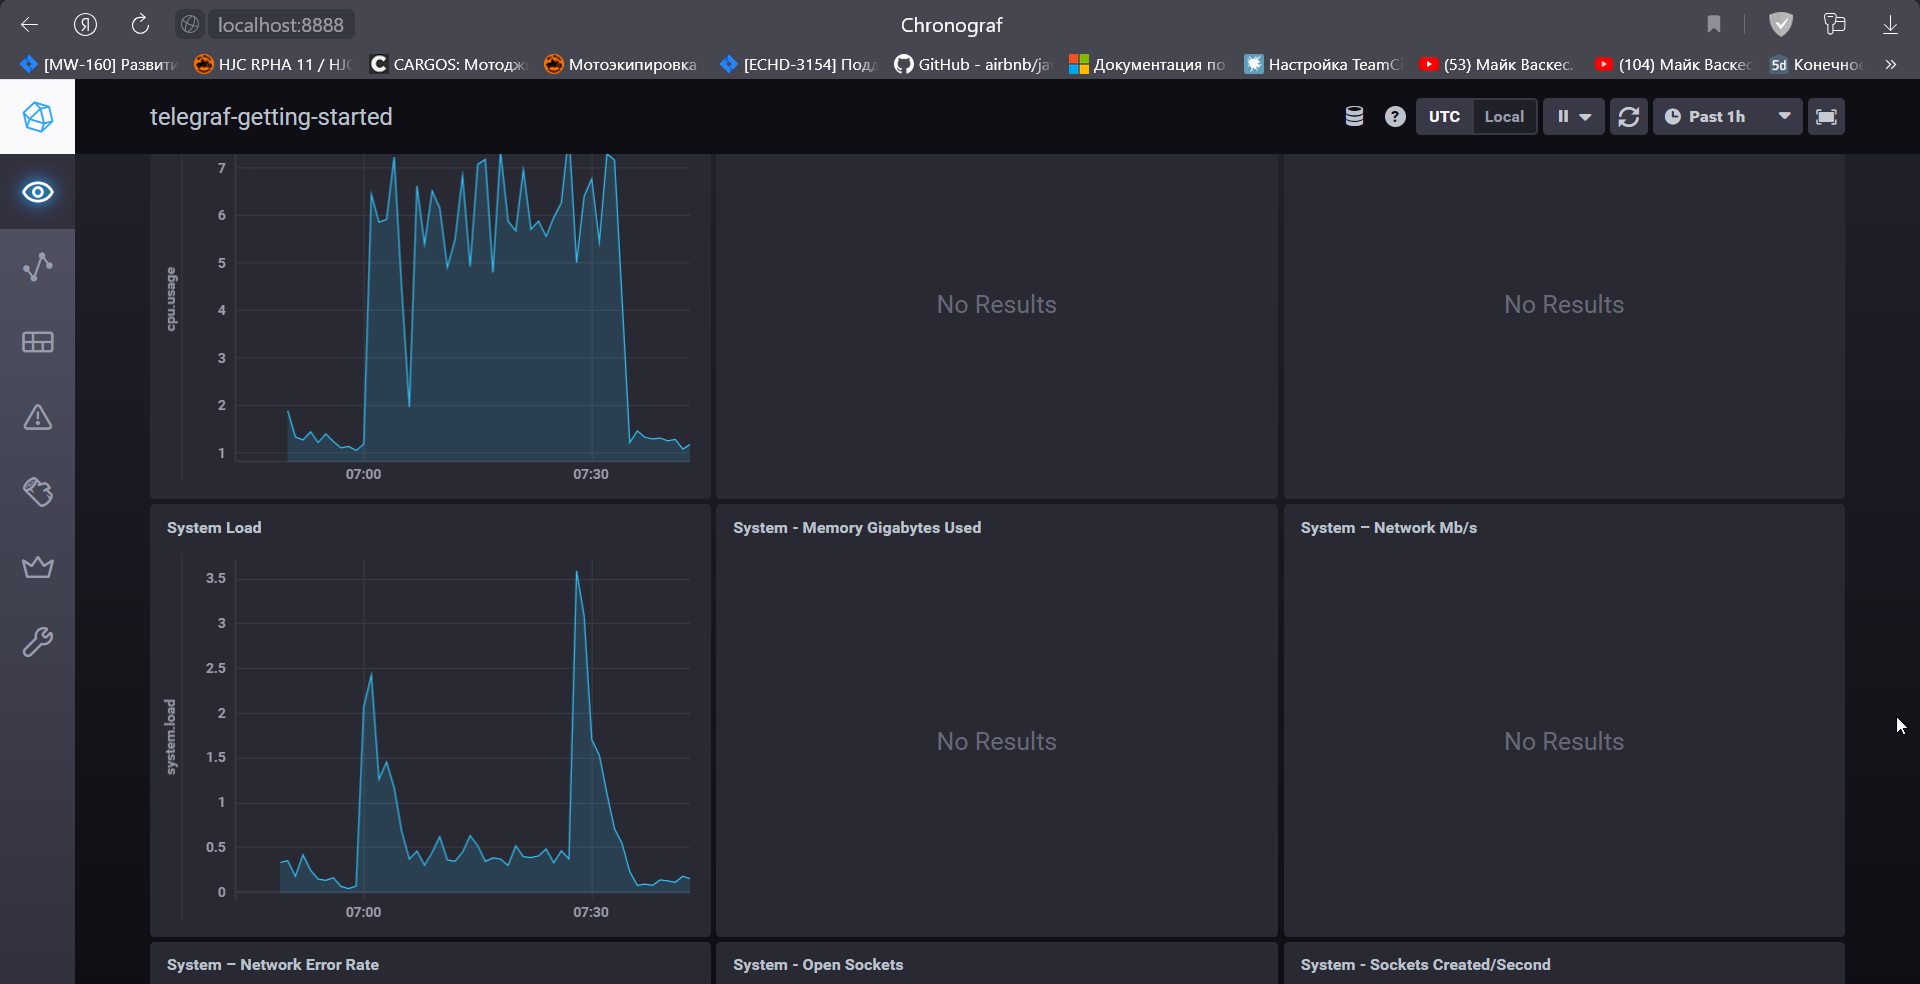 localhost:8888
Chronograf
[MW-160] Развити
HJC RPHA 11 / HJC
CARGOS: Мотодж
Мотоэкипировка
[ECHD-3154] Подд
GitHub - airbnb/ja
Документация по
Настройка TeamCi
(53) Майк Васкес.
(104) Майк Васкес
5d Конечное
»
telegraf-getting-started
UTC
Local
Past 1h
7
6
5
4
3
2
1
cpu.usage
07:00
07:30
No Results
No Results
System Load
3.5
3
2.5
2
1.5
1
0.5
0
system.load
07:00
07:30
System - Memory Gigabytes Used
No Results
System – Network Mb/s
No Results
System – Network Error Rate
System - Open Sockets
System - Sockets Created/Second